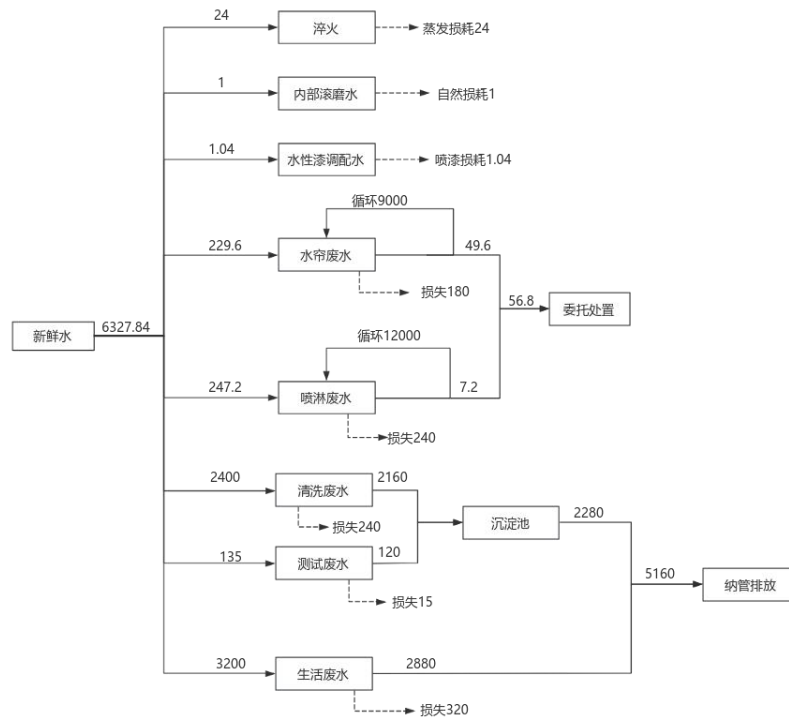 24
淬火
蒸发损耗24
1
内部滚磨水
自然损耗1
1.04
水性漆调配水
喷漆损耗1.04
循环9000
229.6
水帘废水
49.6
损失180
56.8
委托处置
新鲜水
6327.84
循环12000
247.2
喷淋废水
7.2
损失240
2400
清洗废水
2160
损失240
沉淀池
2280
135
测试废水
120
损失15
5160
纳管排放
3200
生活废水
2880
损失320